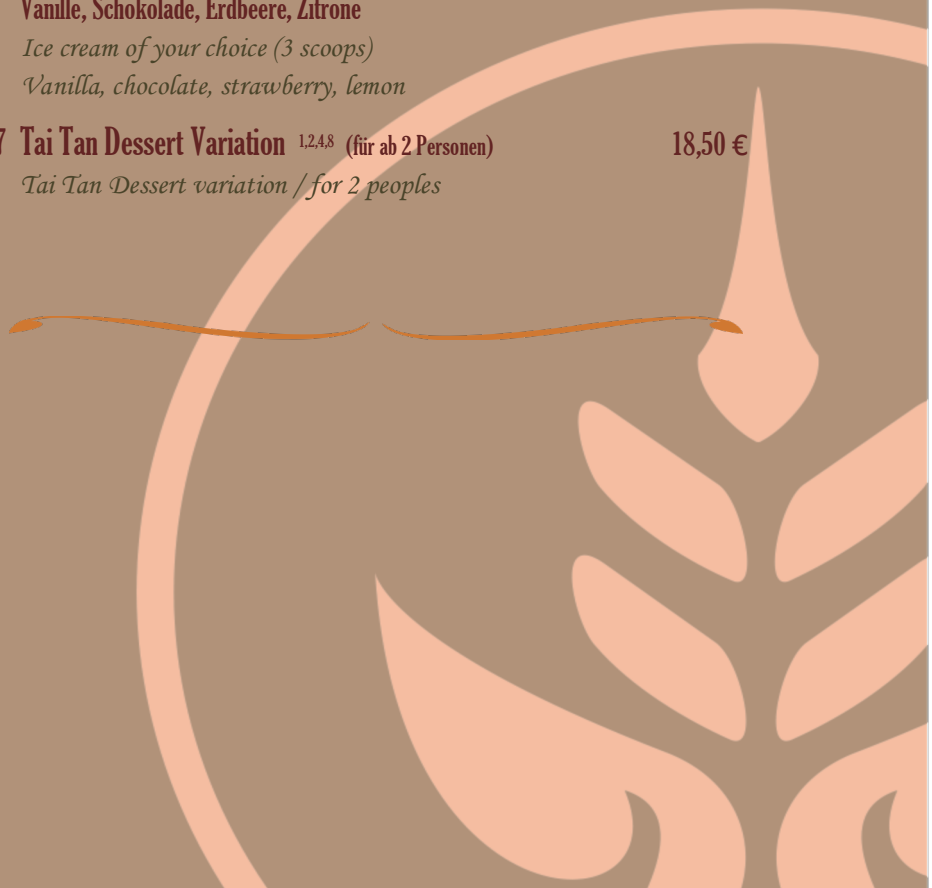 Vanille, Schokolade, Erdbeere, Zitrone
Ice cream of your choice (3 scoops)
Vanilla, chocolate, strawberry, lemon
7 Tai Tan Dessert Variation 1,2,4,8 (für ab 2 Personen) 18,50 €
Tai Tan Dessert variation / for 2 peoples